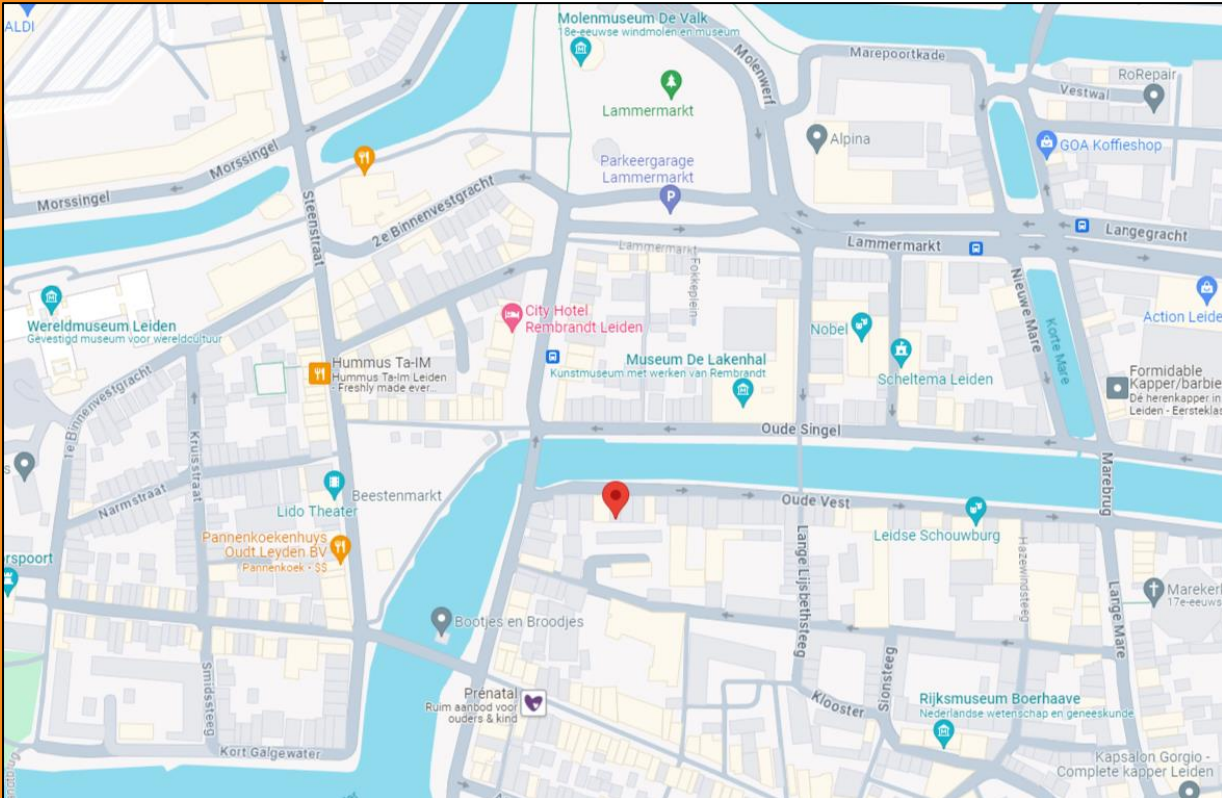 ALDI
Molenmuseum De Valk
18e-eeuwse windmolen en museum
Molenwerf
Marepoortkade
RoRepair
Vestwal
Lammermarkt
Alpina
GOA Koffieshop
Parkeergarage
Lammermarkt
P
Morssingel
Morssingel
Steenstraat
2e Binnenvestgracht
Langegracht
Lammermarkt
Lammermarkt
Fokkeplein
Nieuwe Mare
Korte Mare
Action Leide
Wereldmuseum Leiden
Gevestigd museum voor wereldcultuur
City Hotel
Rembrandt Leiden
Nobel
Museum De Lakenhal
Kunstmuseum met werken van Rembrandt
Scheltema Leiden
Hummus Ta-IM
Hummus Ta-Im Leiden
- Freshly made ever...
Formidable
Kapper/barbie
De herenkapper in
Leiden - Eersteklas
1e Binnenvestgracht
Kruisstraat
Oude Singel
Marebrug
s
Narmstraat
Lido Theater
Beestenmarkt
Oude Vest
Leidse Schouwburg
Pannenkoekenhuys
Oudt Leyden BV
Pannenkoek • $$
erspoort
Lange Lijsbethsteeg
Hazewindsteeg
Lange Mare
Marekerk
17e-eeuws
Bootjes en Broodjes
Smidssteeg
Prénatal
Ruim aanbod voor
ouders & kind
Klooster
Sionsteeg
Rijksmuseum Boerhaave
Nederlandse wetenschap en geneeskunde
Kort Galgewater
Kapsalon Gorgio -
Complete kapper Leiden